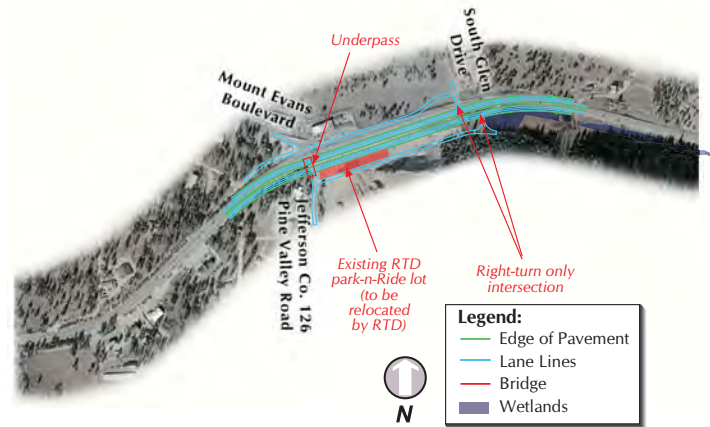 Underpass
South Glen
Drive
Mount Evans
Boulevard
Jefferson Co. 126
Pine Valley Road
Existing RTD
park-n-Ride lot
(to be
relocated
by RTD)
Right-turn only
intersection
Legend:
Edge of Pavement
Lane Lines
Bridge
Wetlands
N